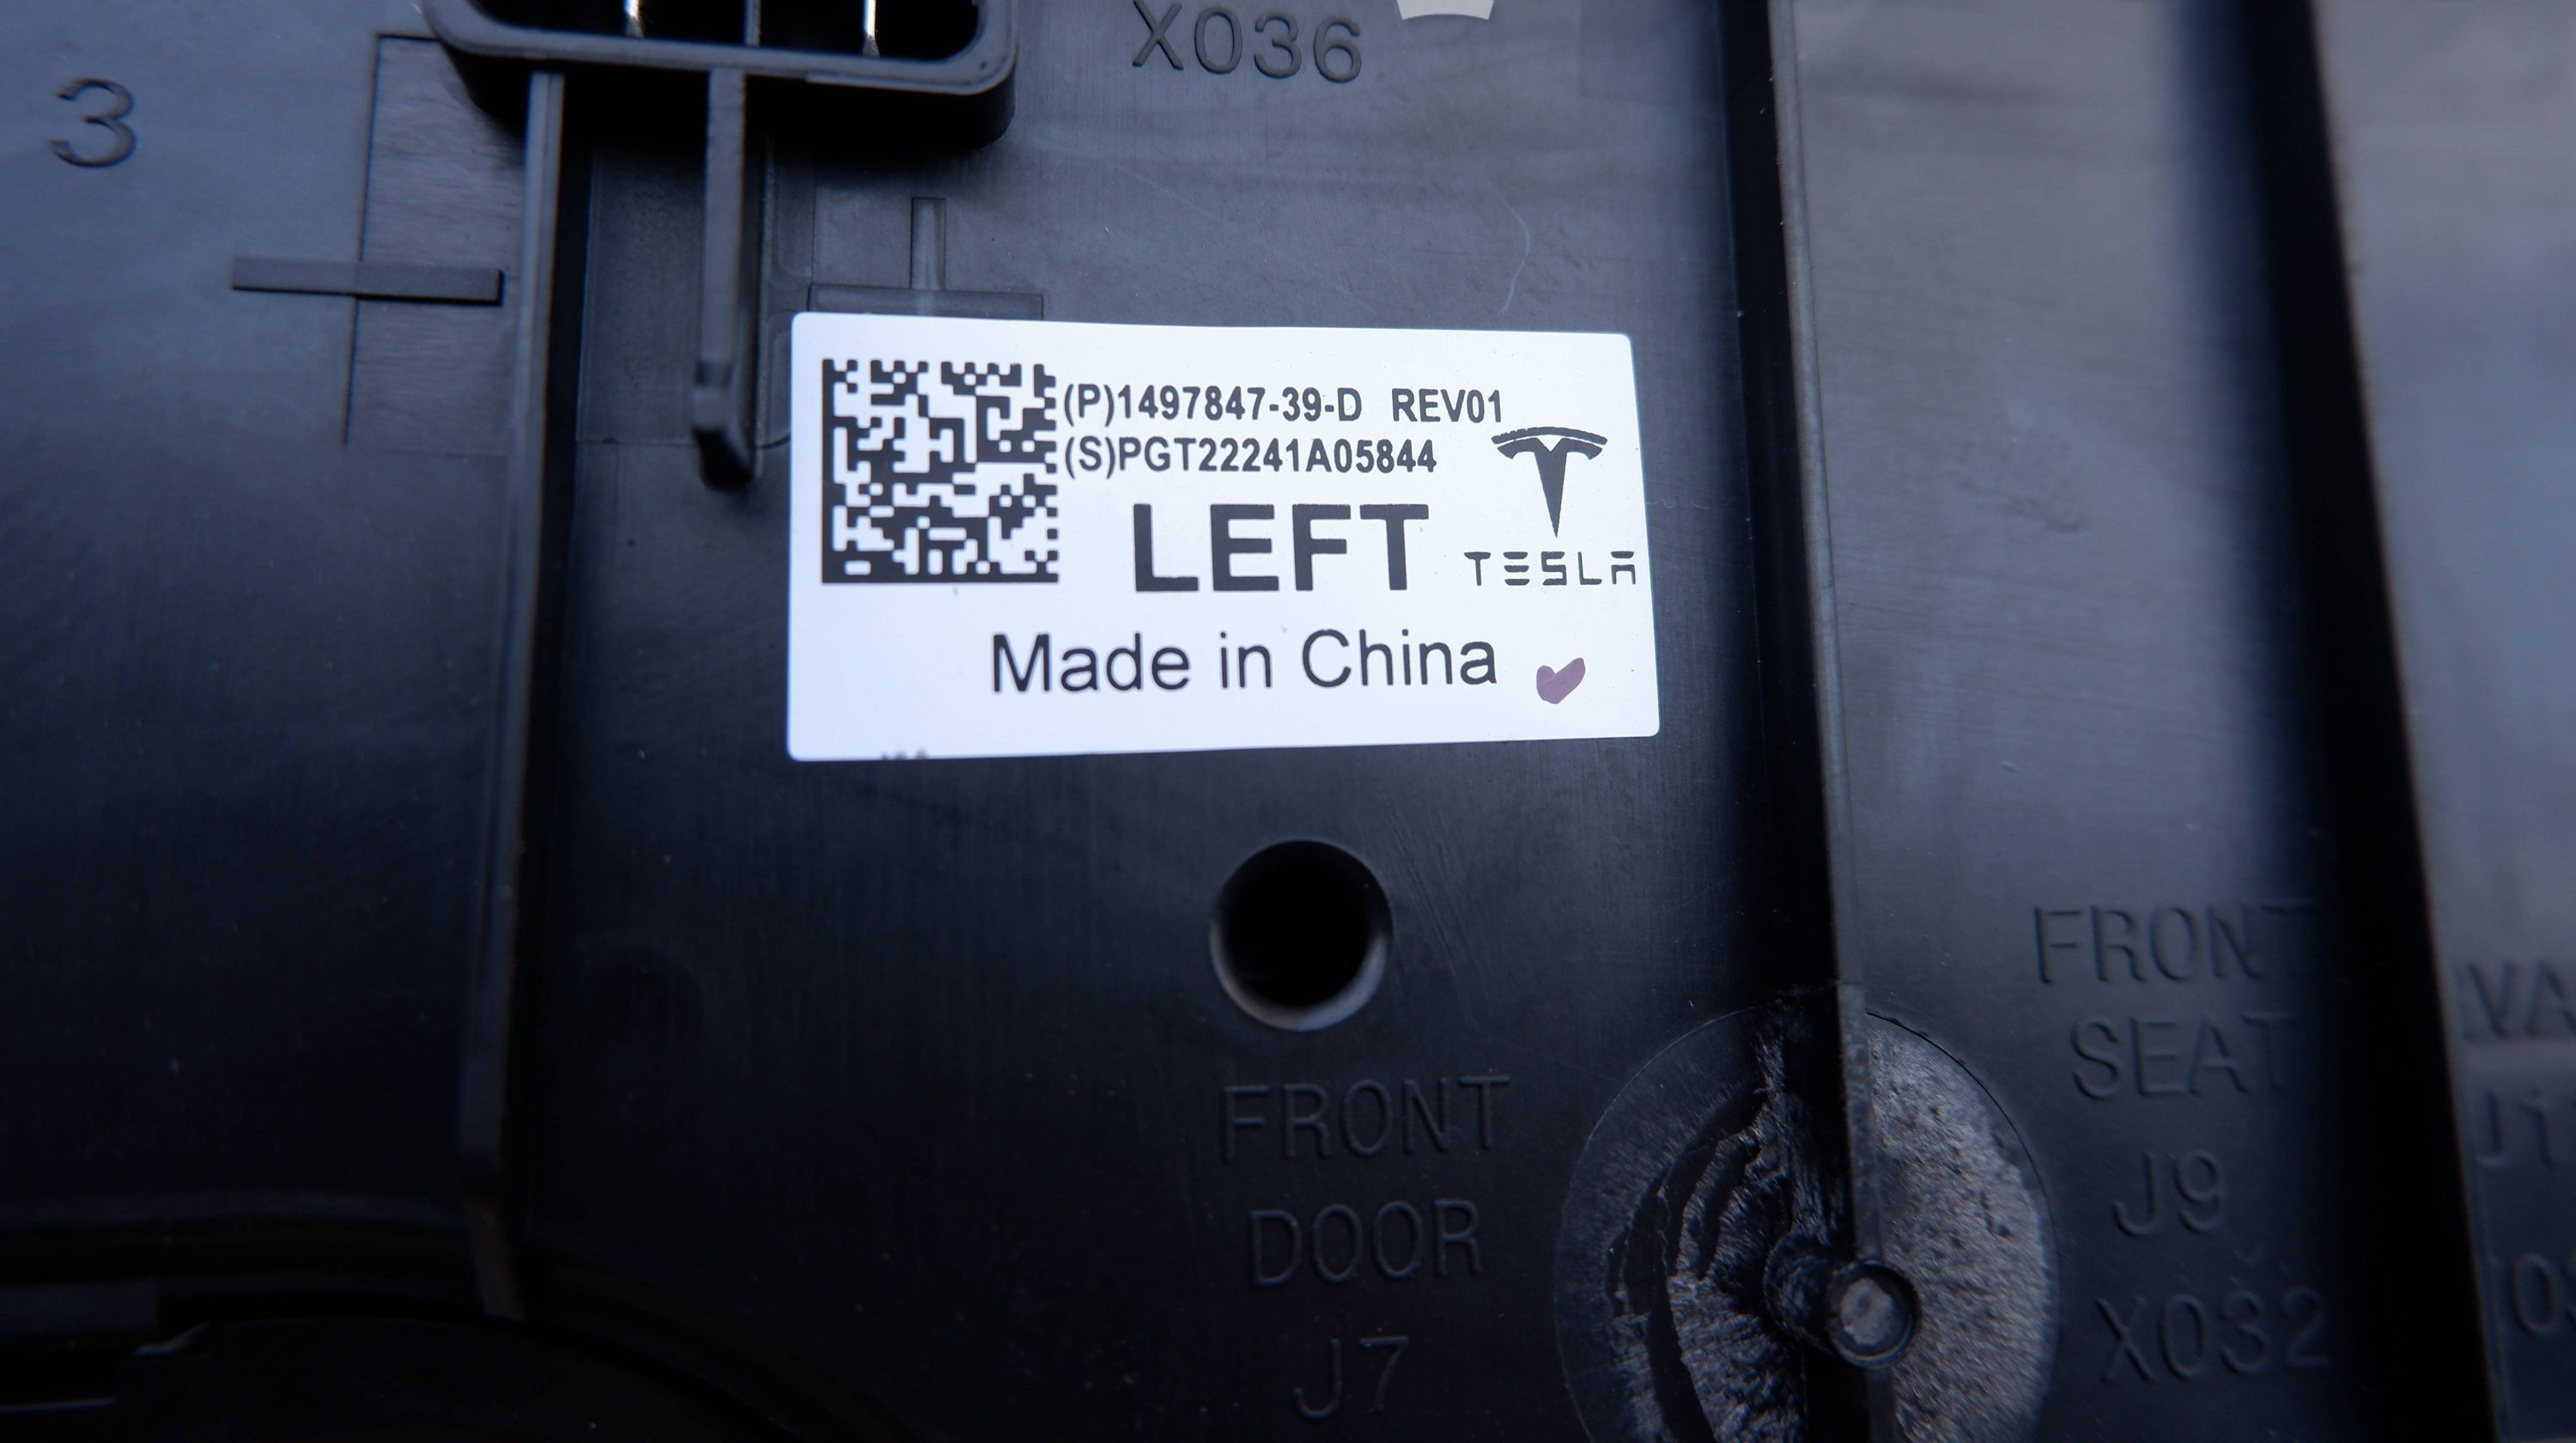 X036
3
(P)1497847-39-D REV01
(S)PGT22241A05844
LEFT
TESLA
Made in China
FRONT
DOOR
J7
FRONT
SEAT
J9
X032